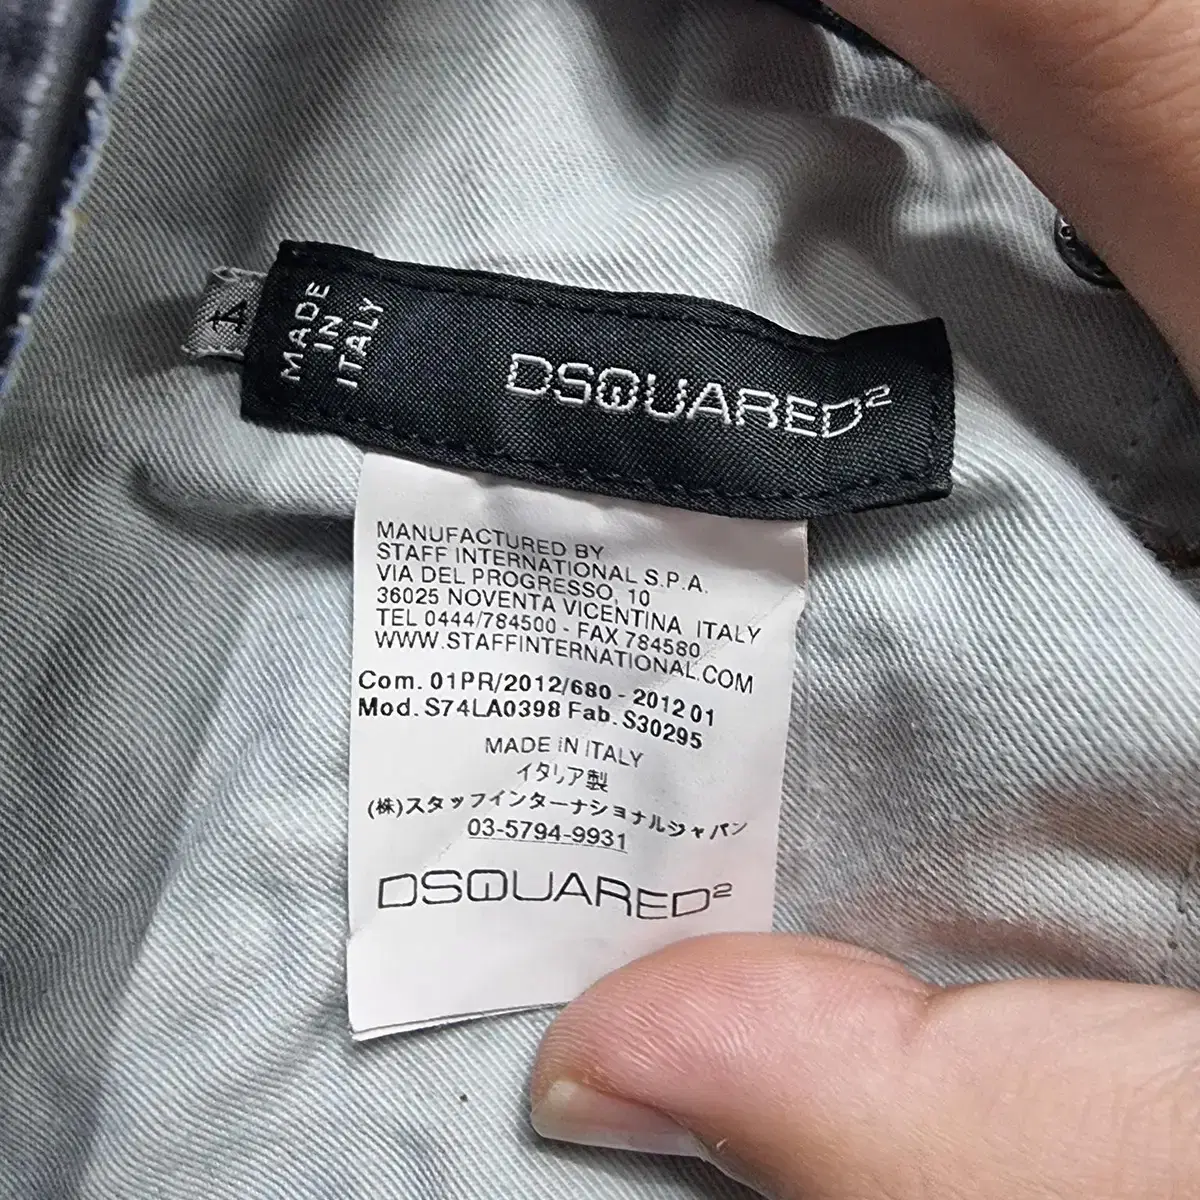 MADE
IN
ITALY
DSQUARED2
MANUFACTURED BY
STAFF INTERNATIONAL S.P.A.
VIA DEL PROGRESSO, 10
36025 NOVENTA VICENTINA ITALY
TEL 0444/784500 - FAX 784580
WWW.STAFFINTERNATIONAL.COM
Com. 01PR/2012/680 - 2012 01
Mod. S74LA0398 Fab. S30295
MADE IN ITALY
イタリア製
(株)スタッフインターナショナルジャパン
03-5794-9931
DSQUARED2